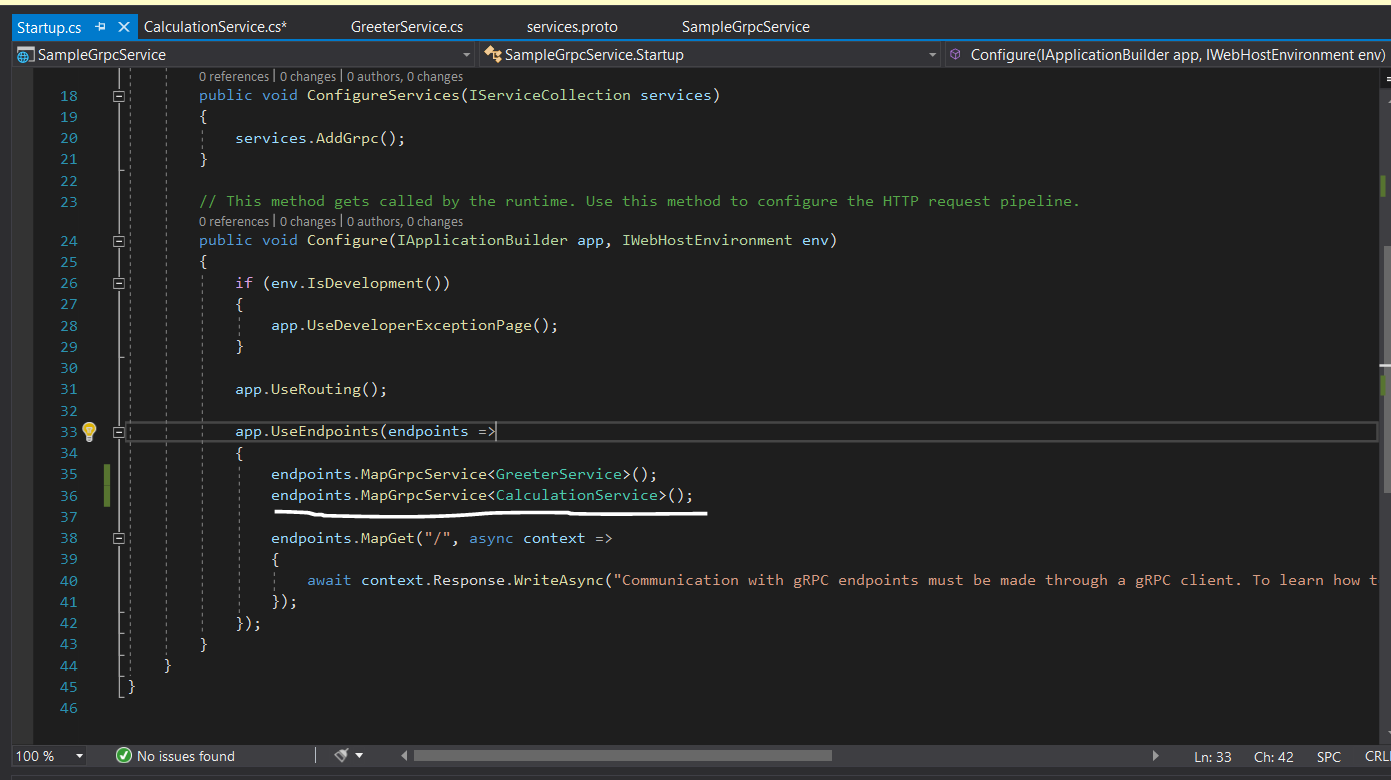 Startup.cs CalculationService.cs* GreeterService.cs services.proto SampleGrpcService
SampleGrpcService SampleGrpcService.Startup Configure(IApplicationBuilder app, IWebHostEnvironment env)
0 references | 0 changes | 0 authors, 0 changes
18 public void ConfigureServices(IServiceCollection services)
19 {
20 services.AddGrpc();
21 }
22
23 // This method gets called by the runtime. Use this method to configure the HTTP request pipeline.
0 references | 0 changes | 0 authors, 0 changes
24 public void Configure(IApplicationBuilder app, IWebHostEnvironment env)
25 {
26 if (env.IsDevelopment())
27 {
28 app.UseDeveloperExceptionPage();
29 }
30
31 app.UseRouting();
32
33 app.UseEndpoints(endpoints =>
34 {
35 endpoints.MapGrpcService<GreeterService>();
36 endpoints.MapGrpcService<CalculationService>();
37
38 endpoints.MapGet("/", async context =>
39 {
40 await context.Response.WriteAsync("Communication with gRPC endpoints must be made through a gRPC client. To learn how t
41 });
42 });
43 }
44 }
45 }
46
100 % No issues found Ln: 33 Ch: 42 SPC CRL